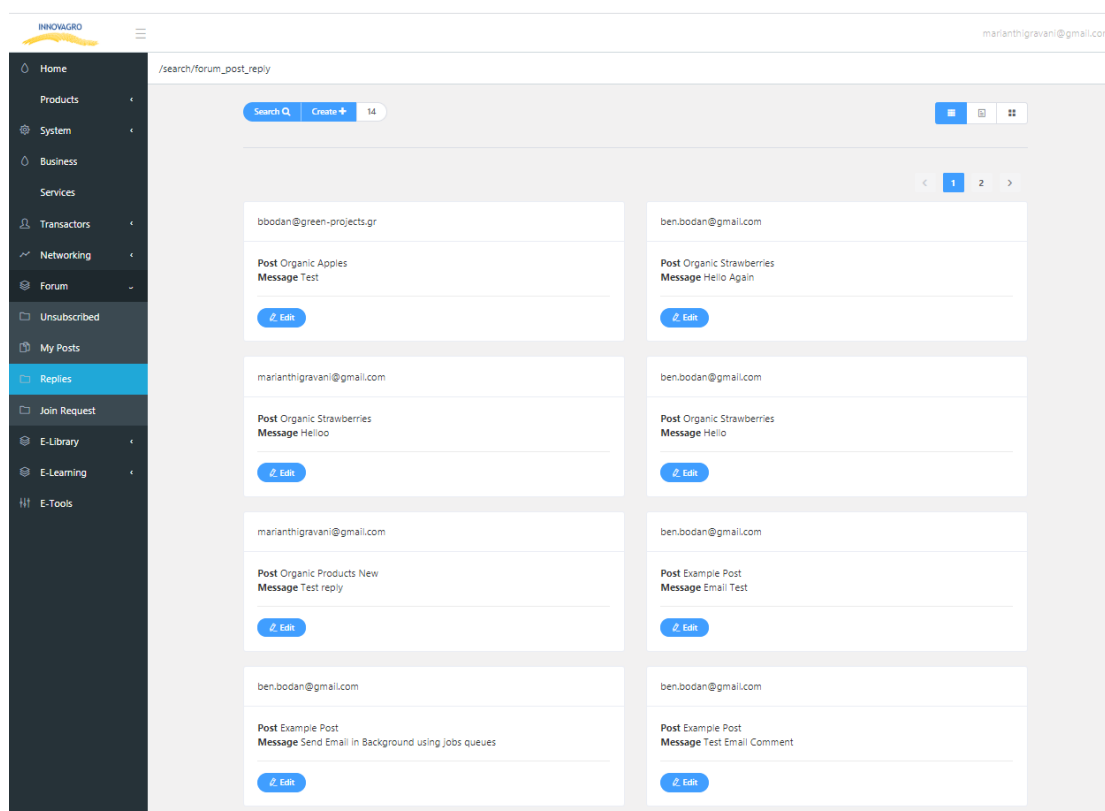 INNOVAGRO
marianthigravani@gmail.co
Home
/search/forum_post_reply
Products
System
Business
Services
Transactors
Networking
Forum
Unsubscribed
My Posts
Replies
Join Request
E-Library
E-Learning
E-Tools
Search Create + 14
< 1 2 >
bbodan@green-projects.gr
Post Organic Apples
Message Test
Edit
ben.bodan@gmail.com
Post Organic Strawberries
Message Hello Again
Edit
marianthigravani@gmail.com
Post Organic Strawberries
Message Helloo
Edit
ben.bodan@gmail.com
Post Organic Strawberries
Message Hello
Edit
marianthigravani@gmail.com
Post Organic Products New
Message Test reply
Edit
ben.bodan@gmail.com
Post Example Post
Message Email Test
Edit
ben.bodan@gmail.com
Post Example Post
Message Send Email in Background using jobs queues
Edit
ben.bodan@gmail.com
Post Example Post
Message Test Email Comment
Edit